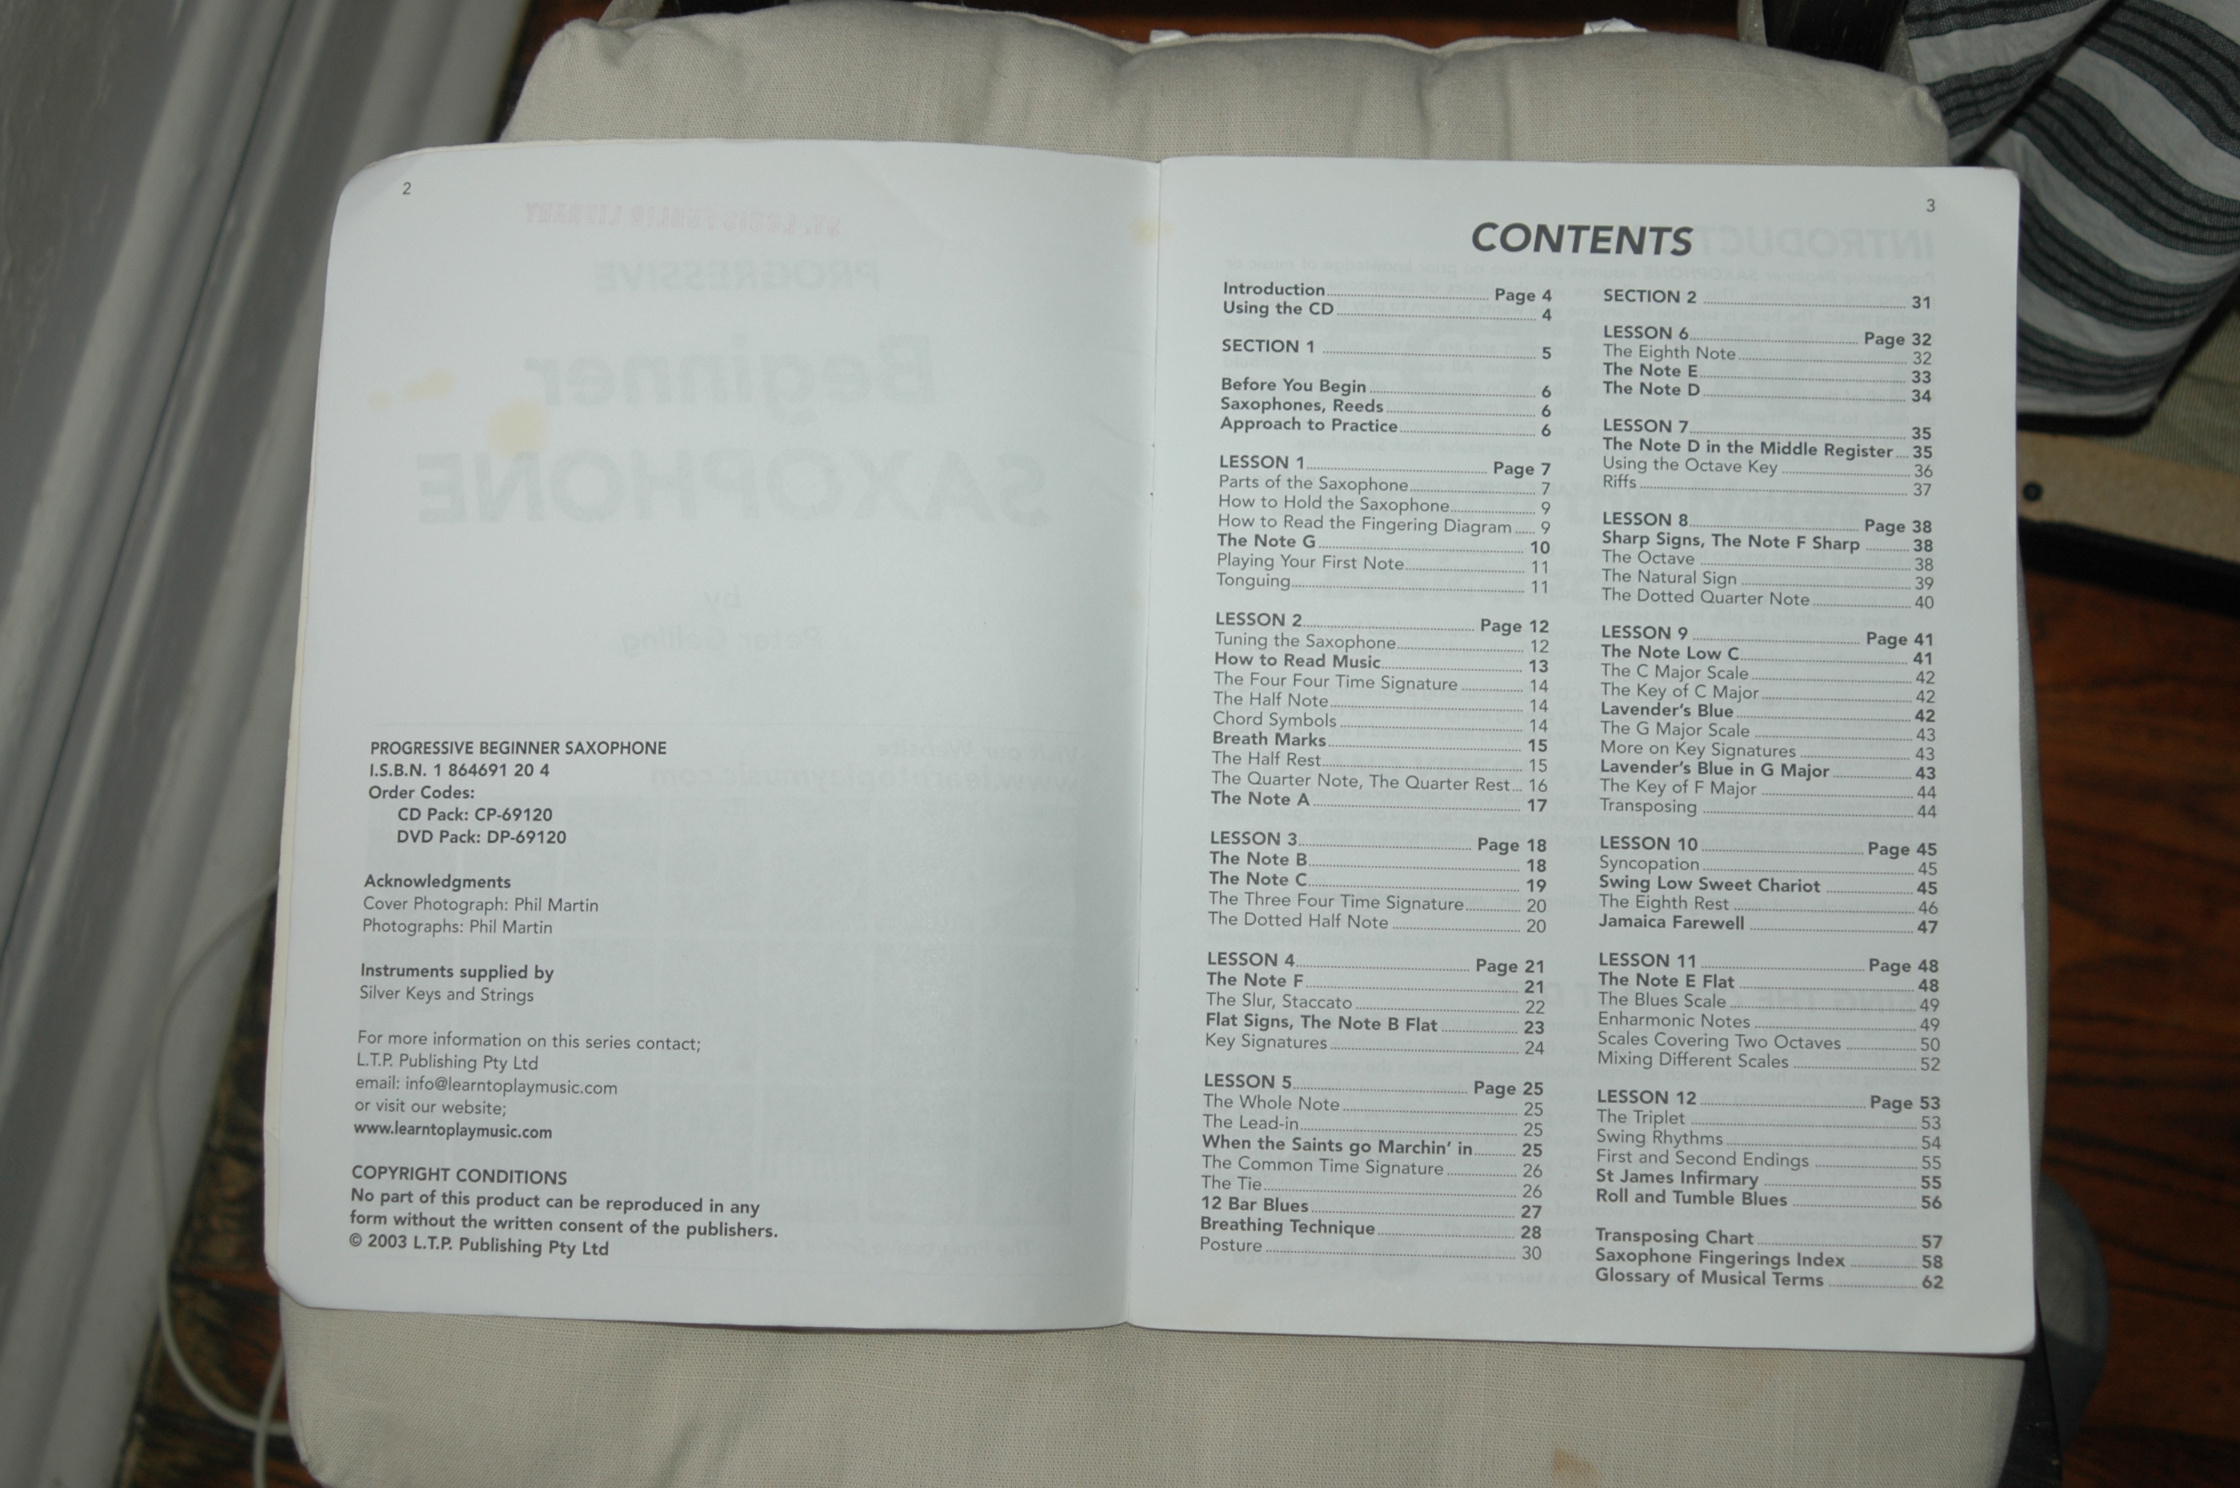 2
PROGRESSIVE BEGINNER SAXOPHONE
I.S.B.N. 1 864691 20 4
Order Codes:
CD Pack: CP-69120
DVD Pack: DP-69120
Acknowledgments
Cover Photograph: Phil Martin
Photographs: Phil Martin
Instruments supplied by
Silver Keys and Strings
For more information on this series contact;
L.T.P. Publishing Pty Ltd
email: info@learntoplaymusic.com
or visit our website;
www.learntoplaymusic.com
COPYRIGHT CONDITIONS
No part of this product can be reproduced in any
form without the written consent of the publishers.
© 2003 L.T.P. Publishing Pty Ltd
3
CONTENTS
Introduction Page 4
Using the CD 4
SECTION 1 5
Before You Begin 6
Saxophones, Reeds 6
Approach to Practice 6
LESSON 1 Page 7
Parts of the Saxophone 7
How to Hold the Saxophone 9
How to Read the Fingering Diagram 9
The Note G 10
Playing Your First Note 11
Tonguing 11
LESSON 2 Page 12
Tuning the Saxophone 12
How to Read Music 13
The Four Four Time Signature 14
The Half Note 14
Chord Symbols 14
Breath Marks 15
The Half Rest 15
The Quarter Note, The Quarter Rest 16
The Note A 17
LESSON 3 Page 18
The Note B 18
The Note C 19
The Three Four Time Signature 20
The Dotted Half Note 20
LESSON 4 Page 21
The Note F 21
The Slur, Staccato 22
Flat Signs, The Note B Flat 23
Key Signatures 24
LESSON 5 Page 25
The Whole Note 25
The Lead-in 25
When the Saints go Marchin' in 25
The Common Time Signature 26
The Tie 26
12 Bar Blues 27
Breathing Technique 28
Posture 30
SECTION 2 31
LESSON 6 Page 32
The Eighth Note 32
The Note E 33
The Note D 34
LESSON 7 35
The Note D in the Middle Register 35
Using the Octave Key 36
Riffs 37
LESSON 8 Page 38
Sharp Signs, The Note F Sharp 38
The Octave 38
The Natural Sign 39
The Dotted Quarter Note 40
LESSON 9 Page 41
The Note Low C 41
The C Major Scale 42
The Key of C Major 42
Lavender's Blue 42
The G Major Scale 43
More on Key Signatures 43
Lavender's Blue in G Major 43
The Key of F Major 44
Transposing 44
LESSON 10 Page 45
Syncopation 45
Swing Low Sweet Chariot 45
The Eighth Rest 46
Jamaica Farewell 47
LESSON 11 Page 48
The Note E Flat 48
The Blues Scale 49
Enharmonic Notes 49
Scales Covering Two Octaves 50
Mixing Different Scales 52
LESSON 12 Page 53
The Triplet 53
Swing Rhythms 54
First and Second Endings 55
St James Infirmary 55
Roll and Tumble Blues 56
Transposing Chart 57
Saxophone Fingerings Index 58
Glossary of Musical Terms 62